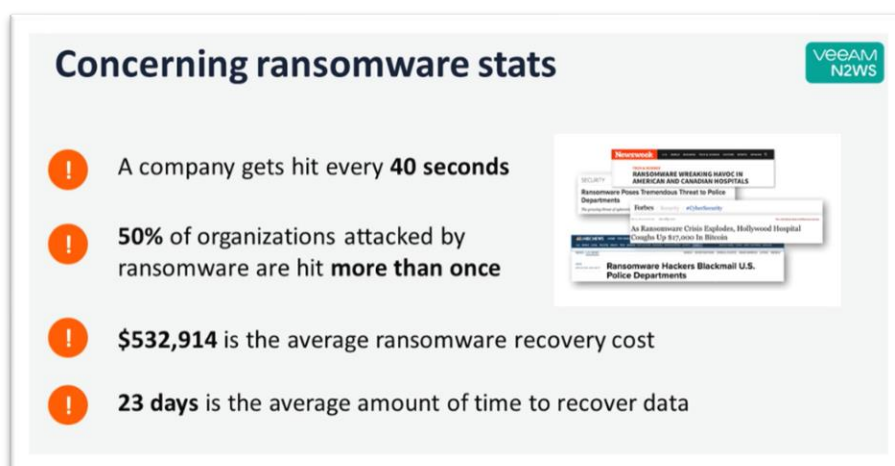 Concerning ransomware stats
veeAM
N2WS
! A company gets hit every 40 seconds
! 50% of organizations attacked by
ransomware are hit more than once
! $532,914 is the average ransomware recovery cost
! 23 days is the average amount of time to recover data
Newsweek
RANSOMWARE WREAKING HAVOC IN
AMERICAN AND CANADIAN HOSPITALS
SECURITY
Ransomware Poses Tremendous Threat to Police
Departments
Forbes Security #CyberSecurity
As Ransomware Crisis Explodes, Hollywood Hospital
Coughs Up $17,000 In Bitcoin
Ransomware Hackers Blackmail U.S.
Police Departments